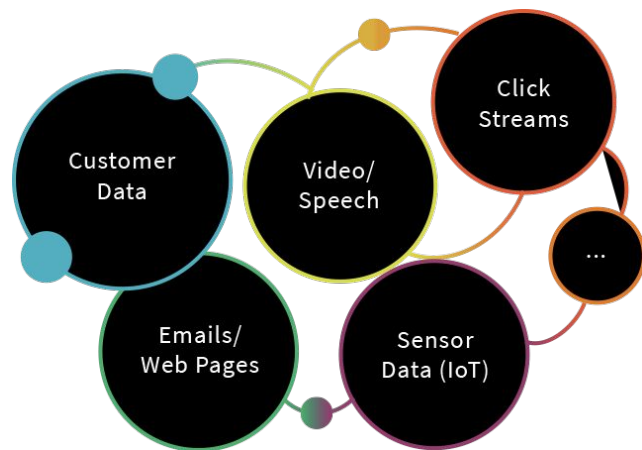 Customer
Data
Video/
Speech
Click
Streams
...
Emails/
Web Pages
Sensor
Data (IoT)